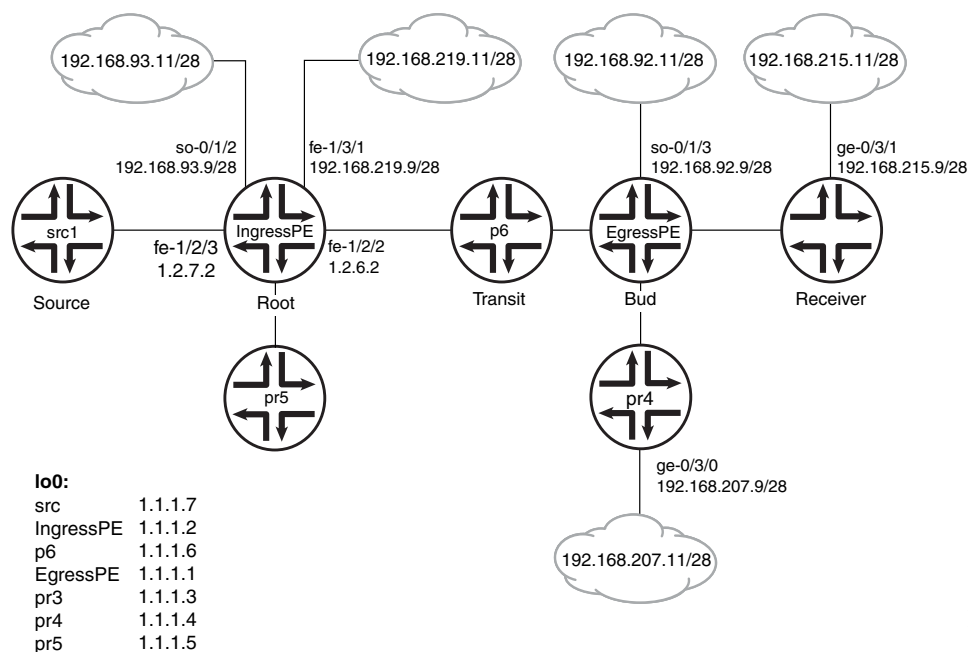 192.168.93.11/28
192.168.219.11/28
192.168.92.11/28
192.168.215.11/28
so-0/1/2
192.168.93.9/28
fe-1/3/1
192.168.219.9/28
so-0/1/3
192.168.92.9/28
ge-0/3/1
192.168.215.9/28
src1
IngressPE
p6
EgressPE
fe-1/2/3
1.2.7.2
fe-1/2/2
1.2.6.2
Source
Root
Transit
Bud
Receiver
pr5
pr4
ge-0/3/0
192.168.207.9/28
192.168.207.11/28
lo0:
src 1.1.1.7
IngressPE 1.1.1.2
p6 1.1.1.6
EgressPE 1.1.1.1
pr3 1.1.1.3
pr4 1.1.1.4
pr5 1.1.1.5